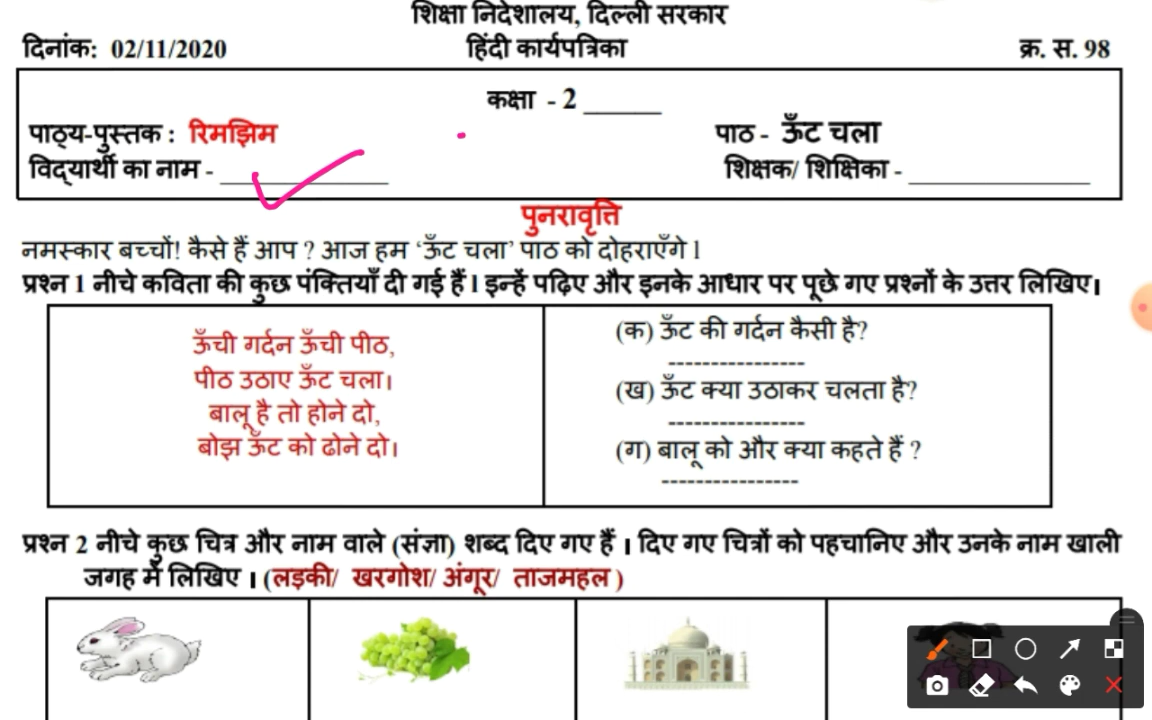 शिक्षा निदेशालय, दिल्ली सरकार
दिनांक: 02/11/2020 हिंदी कार्यपत्रिका क्र. स. 98
कक्षा - 2 ______
पाठ्य-पुस्तक : रिमझिम पाठ - ऊँट चला
विद्यार्थी का नाम - _____________ शिक्षक/ शिक्षिका - ______________
पुनरावृत्ति
नमस्कार बच्चों! कैसे हैं आप ? आज हम ‘ऊँट चला’ पाठ को दोहराएँगे l
प्रश्न 1 नीचे कविता की कुछ पंक्तियाँ दी गई हैं l इन्हें पढ़िए और इनके आधार पर पूछे गए प्रश्नों के उत्तर लिखिए।
ऊँची गर्दन ऊँची पीठ,
पीठ उठाए ऊँट चला।
बालू है तो होने दो,
बोझ ऊँट को ढोने दो।
(क) ऊँट की गर्दन कैसी है?
----------------
(ख) ऊँट क्या उठाकर चलता है?
----------------
(ग) बालू को और क्या कहते हैं ?
----------------
प्रश्न 2 नीचे कुछ चित्र और नाम वाले (संज्ञा) शब्द दिए गए हैं । दिए गए चित्रों को पहचानिए और उनके नाम खाली
जगह में लिखिए । (लड़की/ खरगोश/ अंगूर/ ताजमहल )